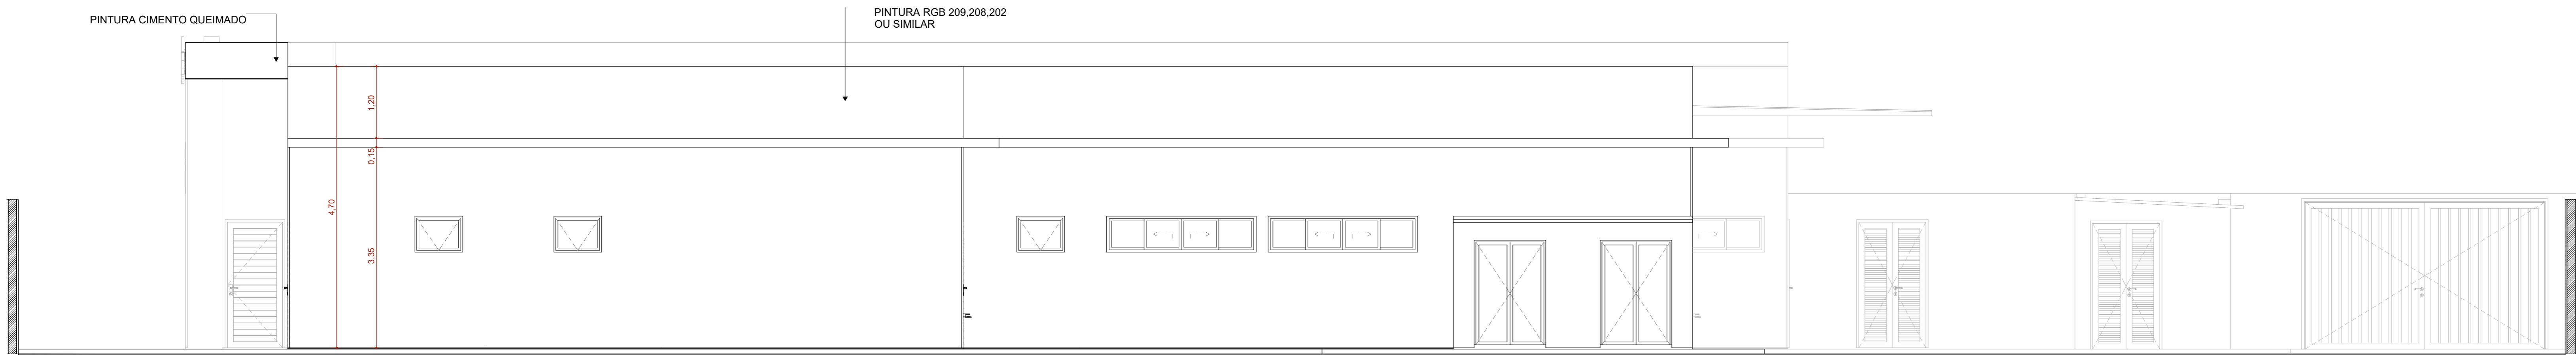 PINTURA CIMENTO QUEIMADO
PINTURA RGB 209,208,202
OU SIMILAR
1,20
0,15
4,70
3,35